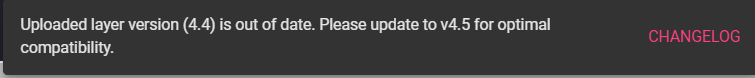 Uploaded layer version (4.4) is out of date. Please update to v4.5 for optimal
compatibility.
CHANGELOG